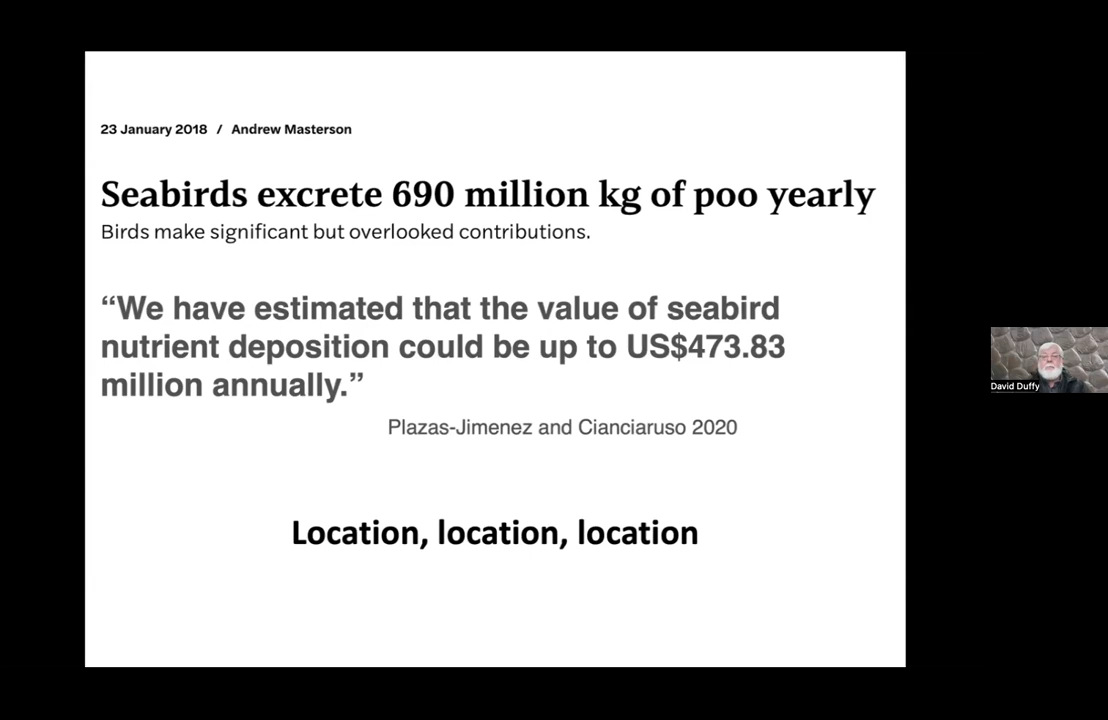 23 January 2018 / Andrew Masterson
Seabirds excrete 690 million kg of poo yearly
Birds make significant but overlooked contributions.
“We have estimated that the value of seabird
nutrient deposition could be up to US$473.83
million annually.”
Plazas-Jimenez and Cianciaruso 2020
David Duffy
Location, location, location